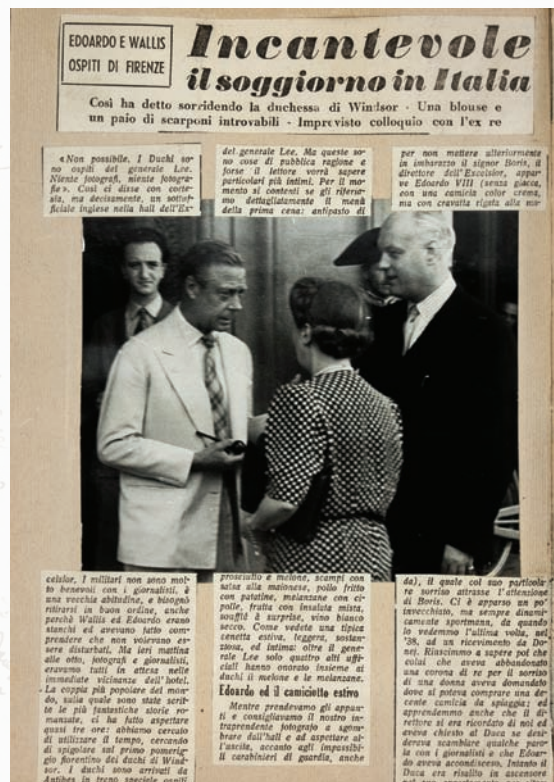 EDOARDO E WALLIS
OSPITI DI FIRENZE
Incantevole
il soggiorno in Italia
Così ha detto sorridendo la duchessa di Windsor - Una blouse e
un paio di scarponi introvabili - Imprevisto colloquio con l'ex re
«Non possibile. I Duchi so-
no ospiti del generale Lee.
Niente fotografi, niente fotogra-
fie». Così ci disse con corte-
sia, ma decisamente, un sottuf-
ficiale inglese nella hall dell'Ex-
celsior. I militari non sono mol-
to benevoli con i giornalisti, è
una vecchia abitudine, e bisognò
ritirarsi in buon ordine, anche
perchè Wallis ed Edoardo erano
stanchi ed avevano fatto com-
prendere che non volevano es-
sere disturbati. Ma ieri mattina
alle otto, fotografi e giornalisti,
eravamo tutti in attesa nelle
immediate vicinanze dell'hotel.
La coppia più popolare del mon-
do, sulla quale sono state scrit-
te le più fantastiche storie ro-
manzate, ci ha fatto aspettare
quasi tre ore: abbiamo cercato
di utilizzare il tempo, cercando
di spigolare sul primo pomerig-
gio fiorentino dei duchi di Wind-
sor. I duchi sono arrivati da
Antibes in treno speciale
del generale Lee. Ma queste so-
no cose di pubblica ragione e
forse il lettore vorrà sapere
particolari più intimi. Per il mo-
mento si contenti se gli riferia-
mo dettagliatamente il menù
della prima cena: antipasto di
prosciutto e melone, scampi con
salsa alla maionese, pollo fritto
con patatine, melanzane con ci-
polle, frutta con insalata mista,
soufflé à surprise, vino bianco
secco. Come vedete una tipica
cenetta estiva, leggera, sostan-
ziosa, ed intima: oltre il gene-
rale Lee solo quattro alti uffi-
ciali hanno onorato insieme ai
duchi il melone e le melanzane.
Edoardo ed il camiciotto estivo
Mentre prendevamo gli appun-
ti e consigliavamo il nostro in-
traprendente fotografo a sgom-
brare dall'hall e ad aspettare al-
l'uscita, accanto agli impassibi-
li carabinieri di guardia, anche
per non mettere ulteriormente
in imbarazzo il signor Boris, il
direttore dell'Excelsior, appar-
ve Edoardo VIII (senza giacca,
con una camicia color crema,
ma con cravatta rigata alla mo-
da), il quale col suo particola-
re sorriso attrasse l'attenzione
di Boris. Ci è apparso un po'
invecchiato, ma sempre dinami-
camente sportmano, da quando
lo vedemmo l'ultima volta, nel
'38, ad un ricevimento da Do-
nej. Riuscimmo a sapere poi che
colui che aveva abbandonato
una corona di re per il sorriso
di una donna aveva domandato
dove si poteva comprare una de-
cente camicia da spiaggia; ed
apprendemmo anche che il di-
rettore si era ricordato di noi ed
aveva chiesto al Duca se desi-
derava scambiare qualche paro-
la con i giornalisti e che Edoar-
do aveva accondisceso. Intanto il
Duca era risalito in ascensore